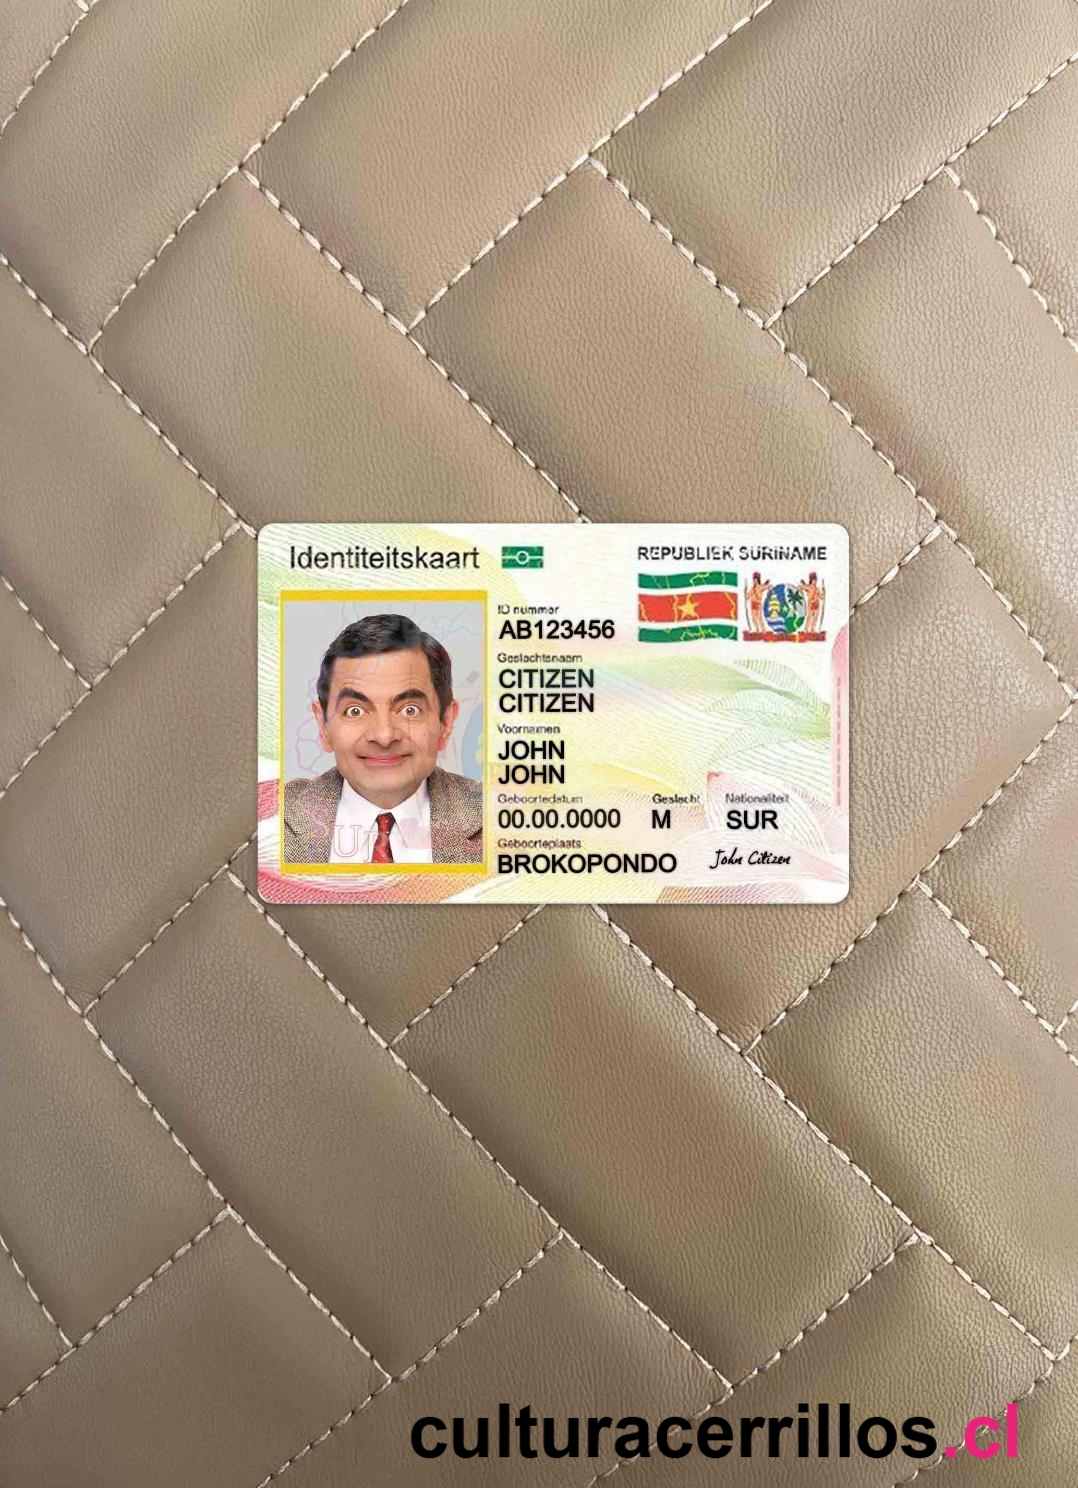 Identiteitskaart
REPUBLIEK SURINAME
ID nummer
AB123456
Geslachtsnaam
CITIZEN
CITIZEN
Voornamen
JOHN
JOHN
Geboortedatum Geslacht Nationaliteit
00.00.0000 M SUR
Geboorteplaats
BROKOPONDO
John Citizen
culturacerrillos.cl